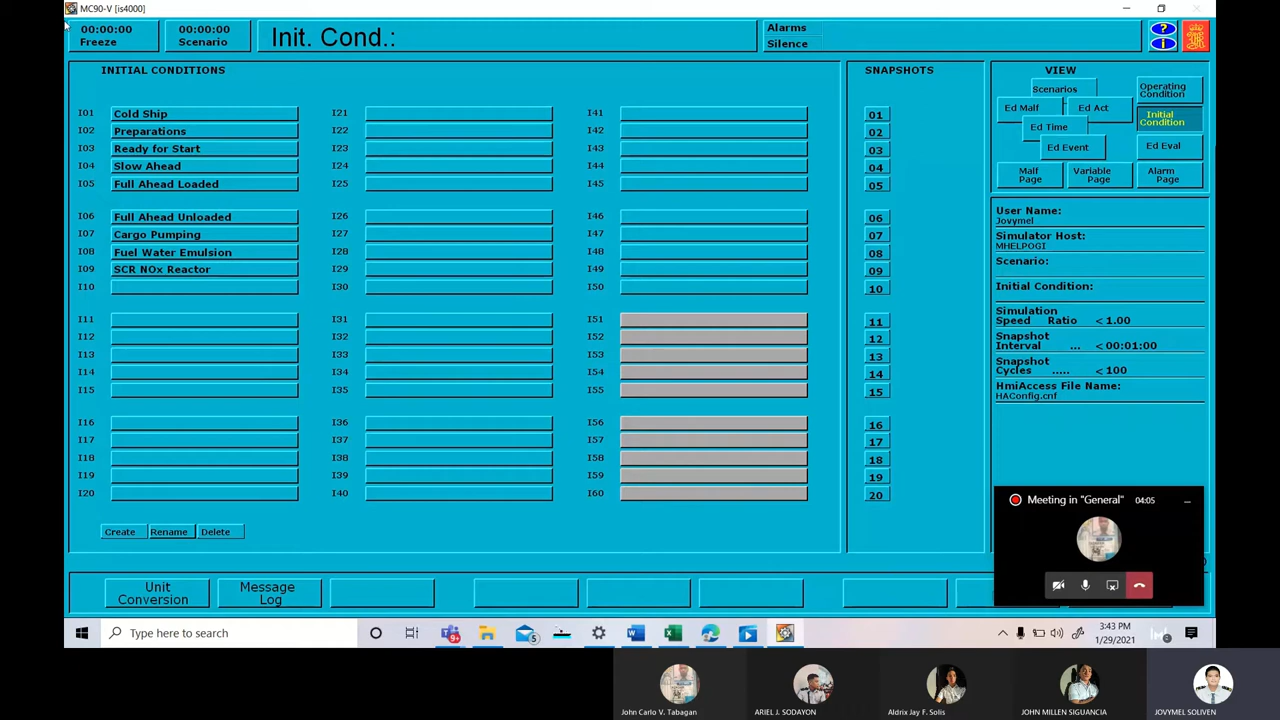 MC90-V [is4000]
00:00:00
Freeze
00:00:00
Scenario
Init. Cond.:
Alarms
Silence
?
i
INITIAL CONDITIONS
I01 Cold Ship
I02 Preparations
I03 Ready for Start
I04 Slow Ahead
I05 Full Ahead Loaded
I06 Full Ahead Unloaded
I07 Cargo Pumping
I08 Fuel Water Emulsion
I09 SCR NOx Reactor
I10
I11
I12
I13
I14
I15
I16
I17
I18
I19
I20
I21
I22
I23
I24
I25
I26
I27
I28
I29
I30
I31
I32
I33
I34
I35
I36
I37
I38
I39
I40
I41
I42
I43
I44
I45
I46
I47
I48
I49
I50
I51
I52
I53
I54
I55
I56
I57
I58
I59
I60
Create Rename Delete
SNAPSHOTS
01
02
03
04
05
06
07
08
09
10
11
12
13
14
15
16
17
18
19
20
VIEW
Scenarios
Operating
Condition
Ed Malf
Ed Act
Initial
Condition
Ed Time
Ed Event
Ed Eval
Malf
Page
Variable
Page
Alarm
Page
User Name:
Jovymel
Simulator Host:
MHELPOGI
Scenario:
Initial Condition:
Simulation
Speed Ratio < 1.00
Snapshot
Interval ... < 00:01:00
Snapshot
Cycles ..... < 100
HmiAccess File Name:
HAConfig.cnf
Meeting in "General" 04:05
Unit
Conversion
Message
Log
Type here to search
9+
5
3:43 PM
1/29/2021
3
John Carlo V. Tabagan
ARIEL J. SODAYON
Aldrix Jay F. Solis
JOHN MILLEN SIGUANCIA
JOVYMEL SOLIVEN